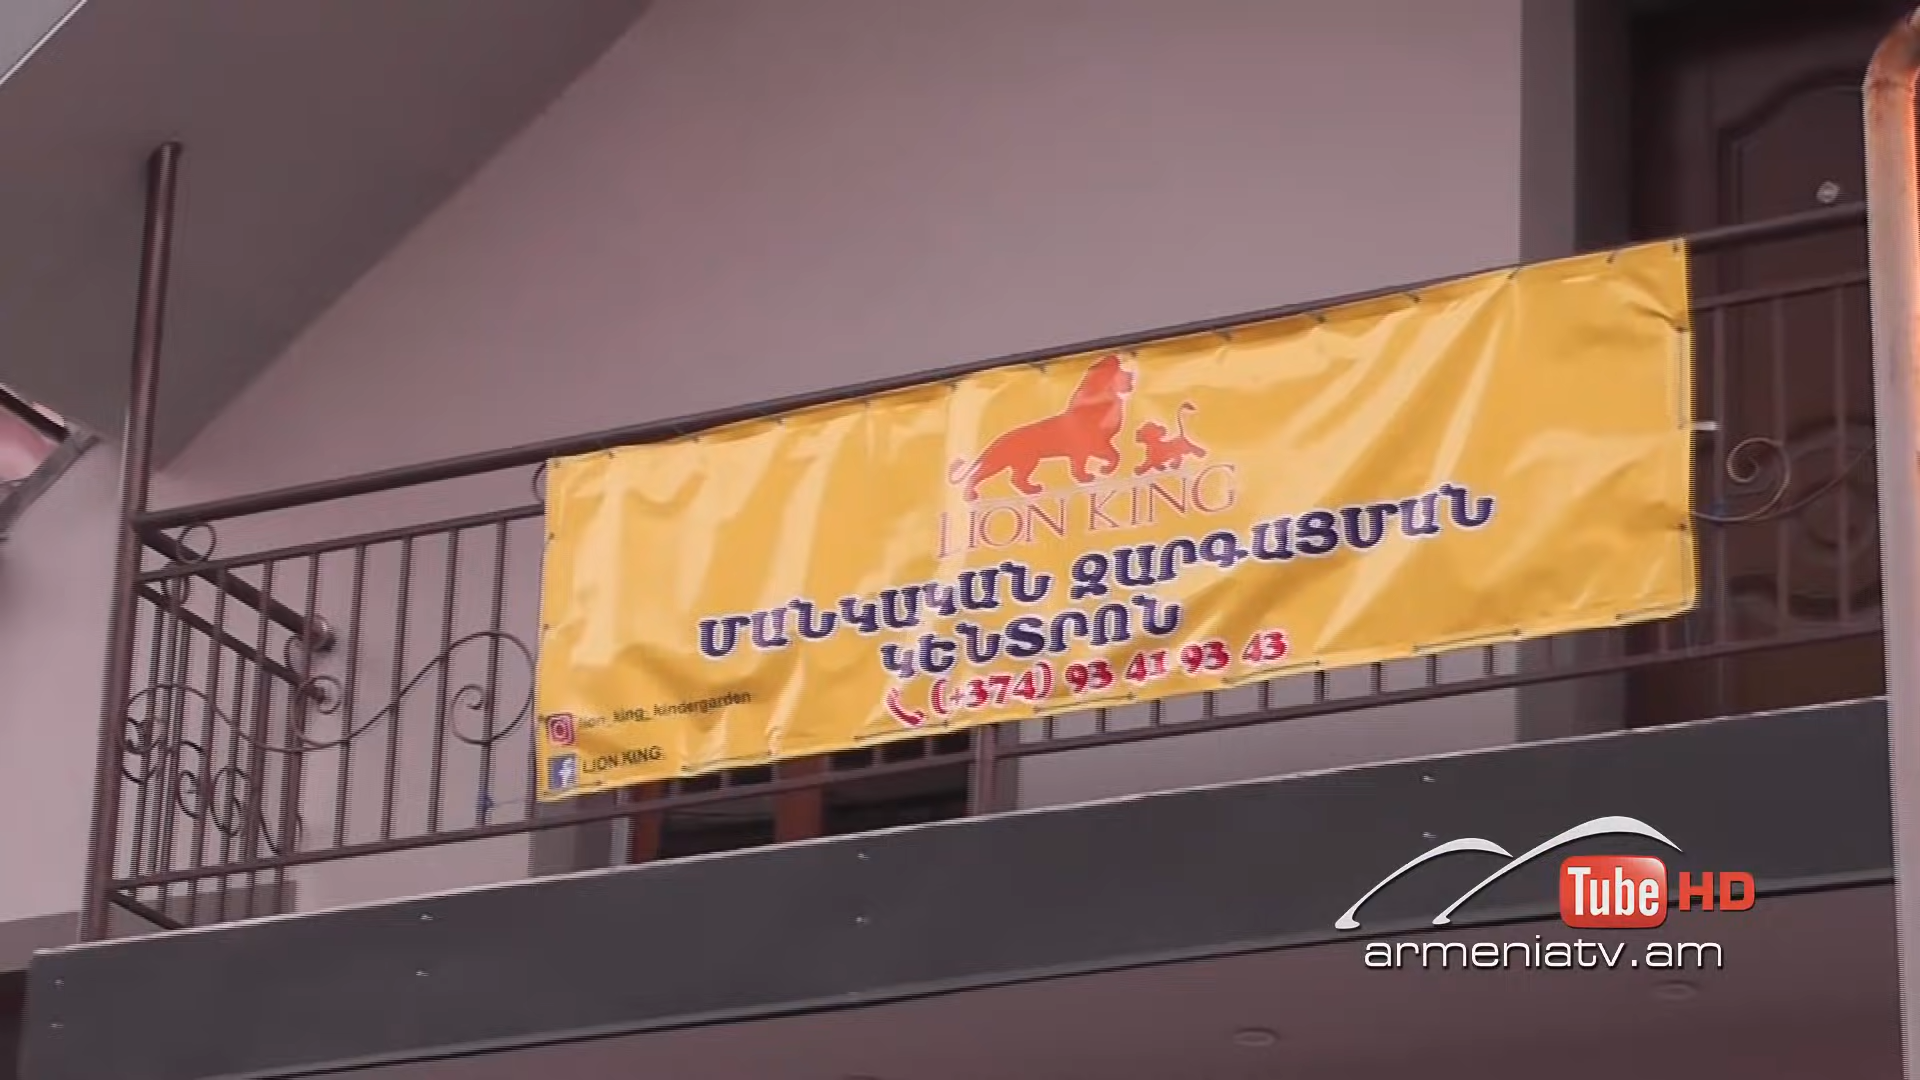 LION KING
ՄԱՆԿԱԿԱՆ ԶԱՐԳԱՑՄԱՆ
ԿԵՆՏՐՈՆ
(+374) 93 41 93 43
lion_king_kindergarden
LION KING
Tube HD
armeniatv.am